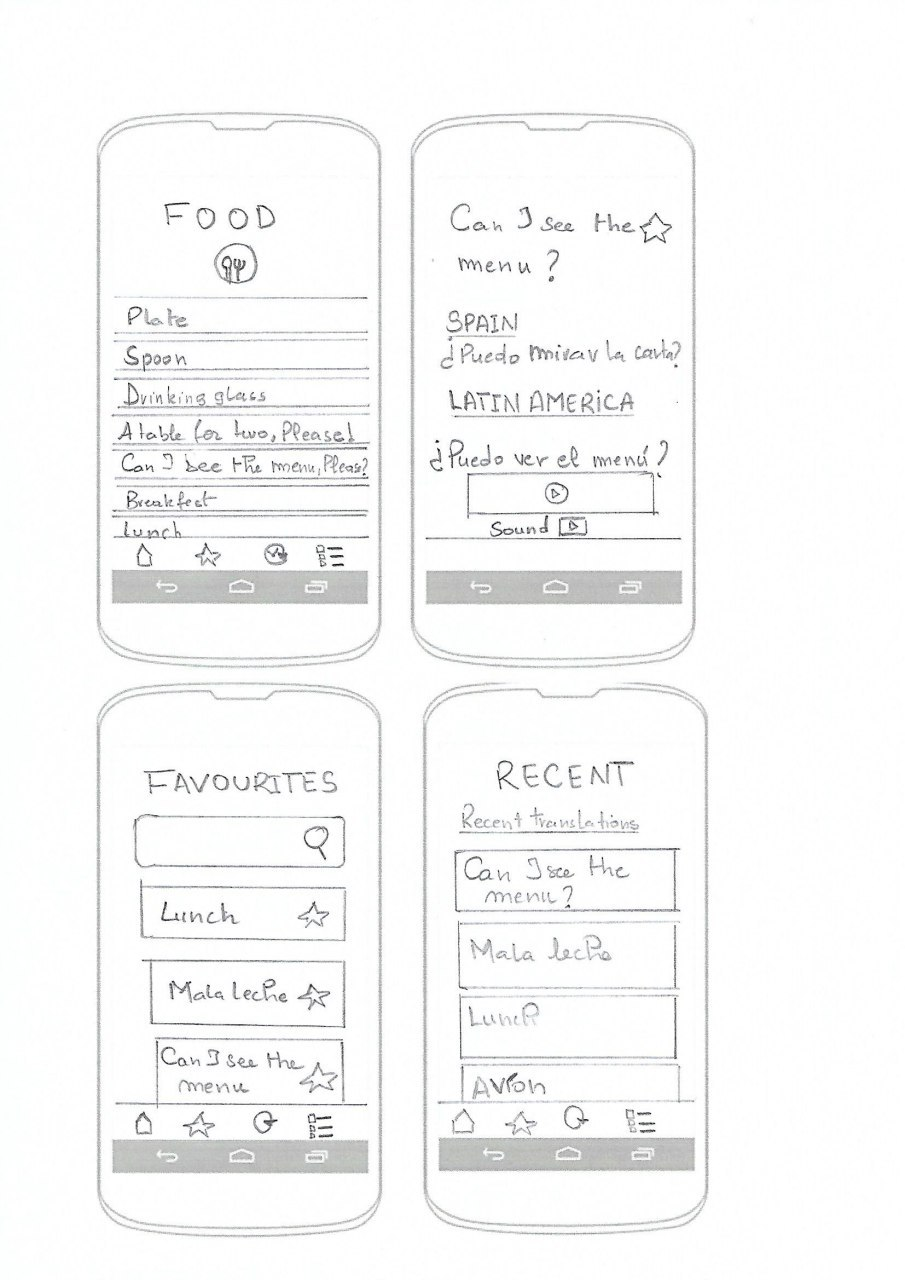 FOOD
Plate
Spoon
Drinking glass
A table for two, Please!
Can I see the menu, Please?
Breakfest
Lunch
Can I see the
menu?
SPAIN
¿Puedo mirar la carta?
LATIN AMERiCA
¿Puedo ver el menú?
Sound
FAVOURITES
Lunch
Mala leche
Can I see the
menu
RECENT
Recent translations
Can I see the
menu?
Mala leche
Lunch
Avion